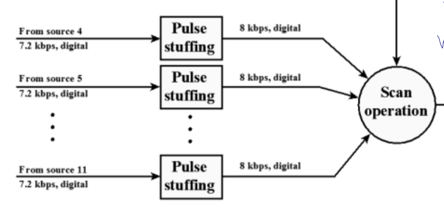 From source 4
7.2 kbps, digital
Pulse
stuffing
8 kbps, digital
From source 5
7.2 kbps, digital
Pulse
stuffing
8 kbps, digital
Scan
operation
From source 11
7.2 kbps, digital
Pulse
stuffing
8 kbps, digital